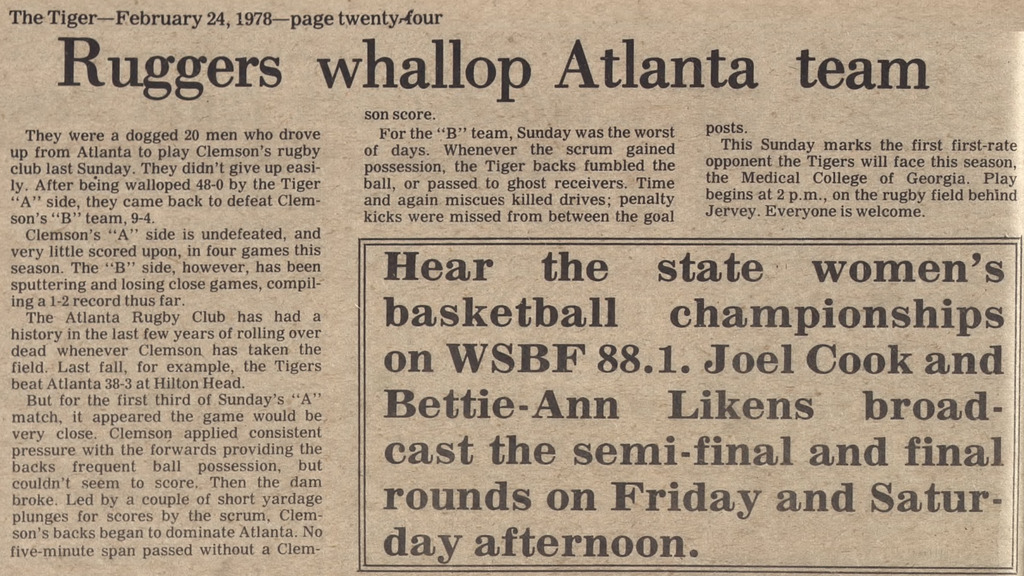 The Tiger—February 24, 1978—page twenty-four
Ruggers whallop Atlanta team
They were a dogged 20 men who drove
up from Atlanta to play Clemson's rugby
club last Sunday. They didn't give up easi-
ly. After being walloped 48-0 by the Tiger
"A" side, they came back to defeat Clem-
son's "B" team, 9-4.
Clemson's "A" side is undefeated, and
very little scored upon, in four games this
season. The "B" side, however, has been
sputtering and losing close games, compil-
ing a 1-2 record thus far.
The Atlanta Rugby Club has had a
history in the last few years of rolling over
dead whenever Clemson has taken the
field. Last fall, for example, the Tigers
beat Atlanta 38-3 at Hilton Head.
But for the first third of Sunday's "A"
match, it appeared the game would be
very close. Clemson applied consistent
pressure with the forwards providing the
backs frequent ball possession, but
couldn't seem to score. Then the dam
broke. Led by a couple of short yardage
plunges for scores by the scrum, Clem-
son's backs began to dominate Atlanta. No
five-minute span passed without a Clem-
son score.
For the "B" team, Sunday was the worst
of days. Whenever the scrum gained
possession, the Tiger backs fumbled the
ball, or passed to ghost receivers. Time
and again miscues killed drives; penalty
kicks were missed from between the goal
posts.
This Sunday marks the first first-rate
opponent the Tigers will face this season,
the Medical College of Georgia. Play
begins at 2 p.m., on the rugby field behind
Jervey. Everyone is welcome.
Hear the state women's
basketball championships
on WSBF 88.1. Joel Cook and
Bettie-Ann Likens broad-
cast the semi-final and final
rounds on Friday and Satur-
day afternoon.